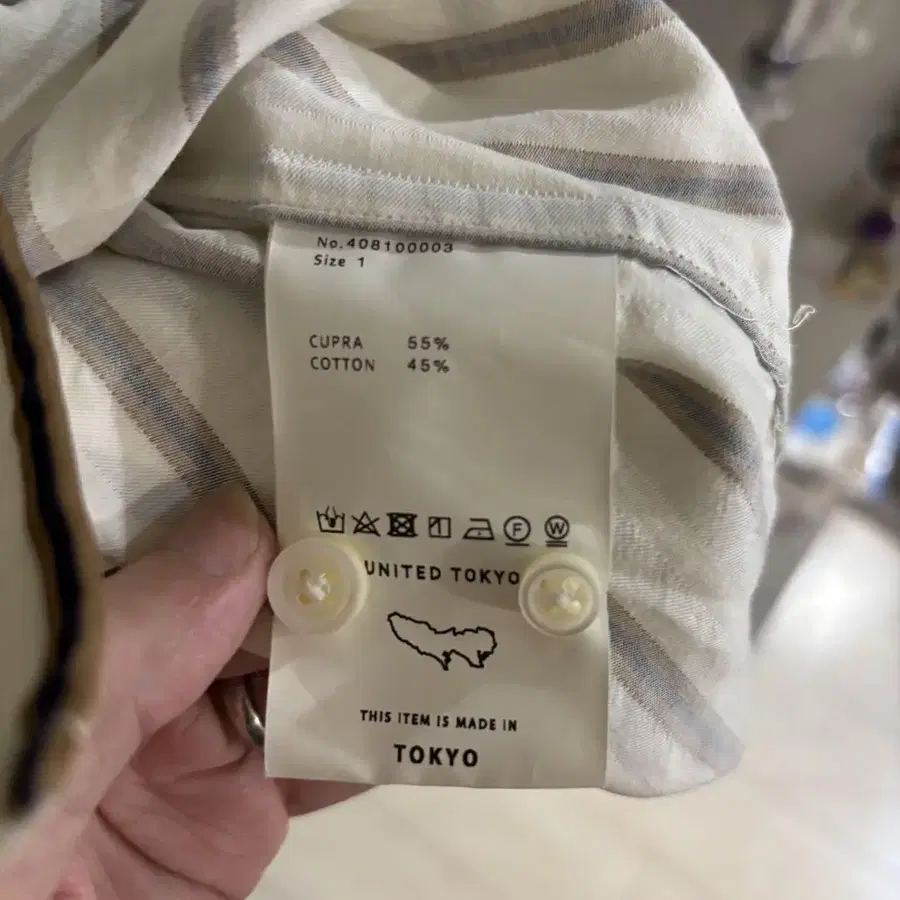 No.408100003
Size 1
CUPRA 55%
COTTON 45%
F W
UNITED TOKYO
THIS ITEM IS MADE IN
TOKYO